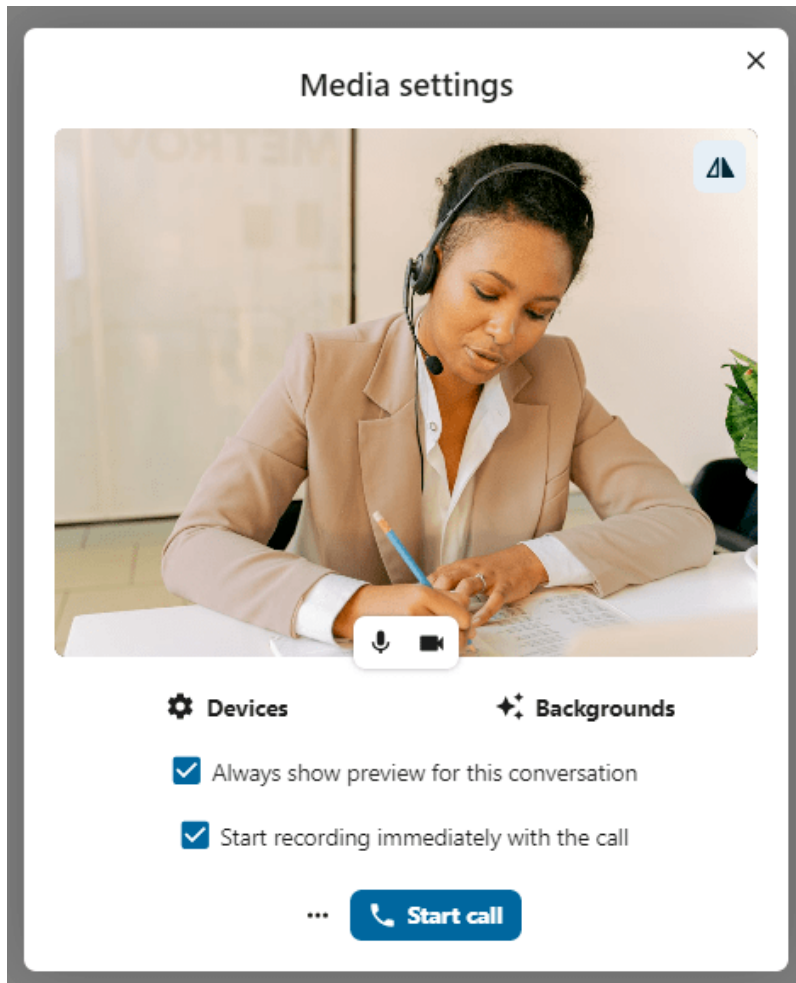 Media settings
Devices
Backgrounds
Always show preview for this conversation
Start recording immediately with the call
Start call